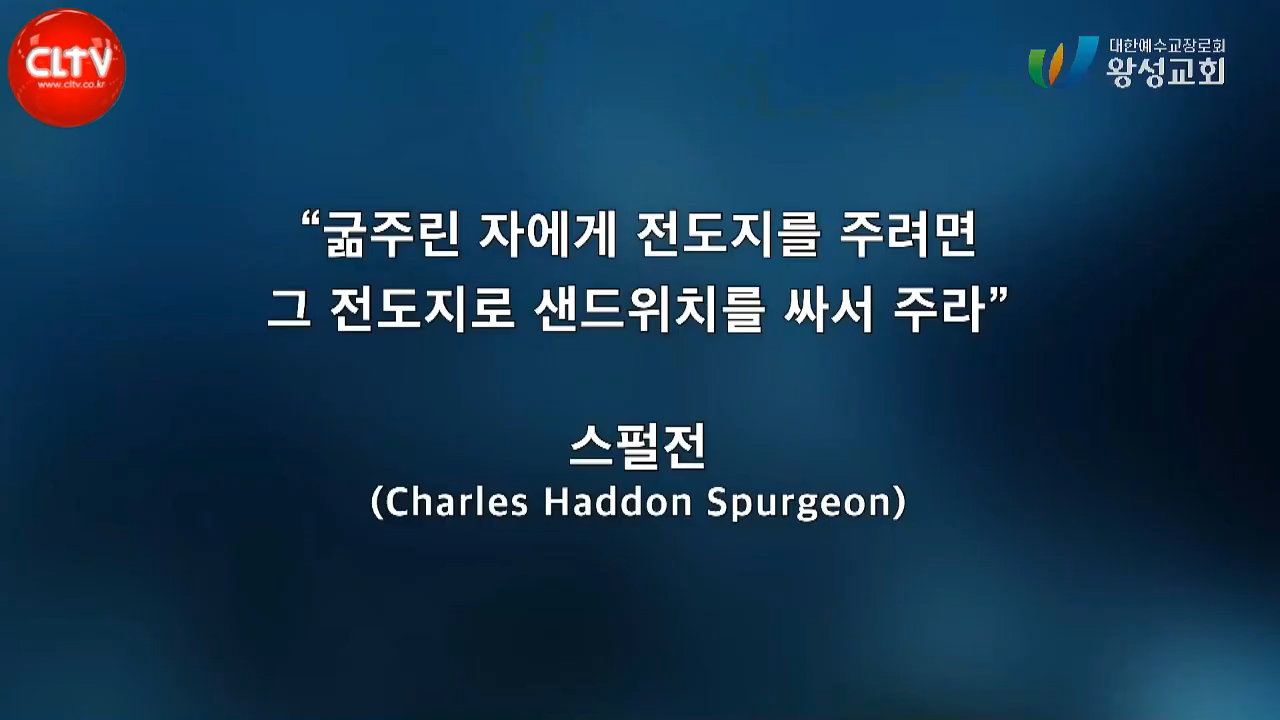 CLTV
www.cltv.co.kr
대한예수교장로회
왕성교회
“굶주린 자에게 전도지를 주려면
그 전도지로 샌드위치를 싸서 주라”
스펄전
(Charles Haddon Spurgeon)